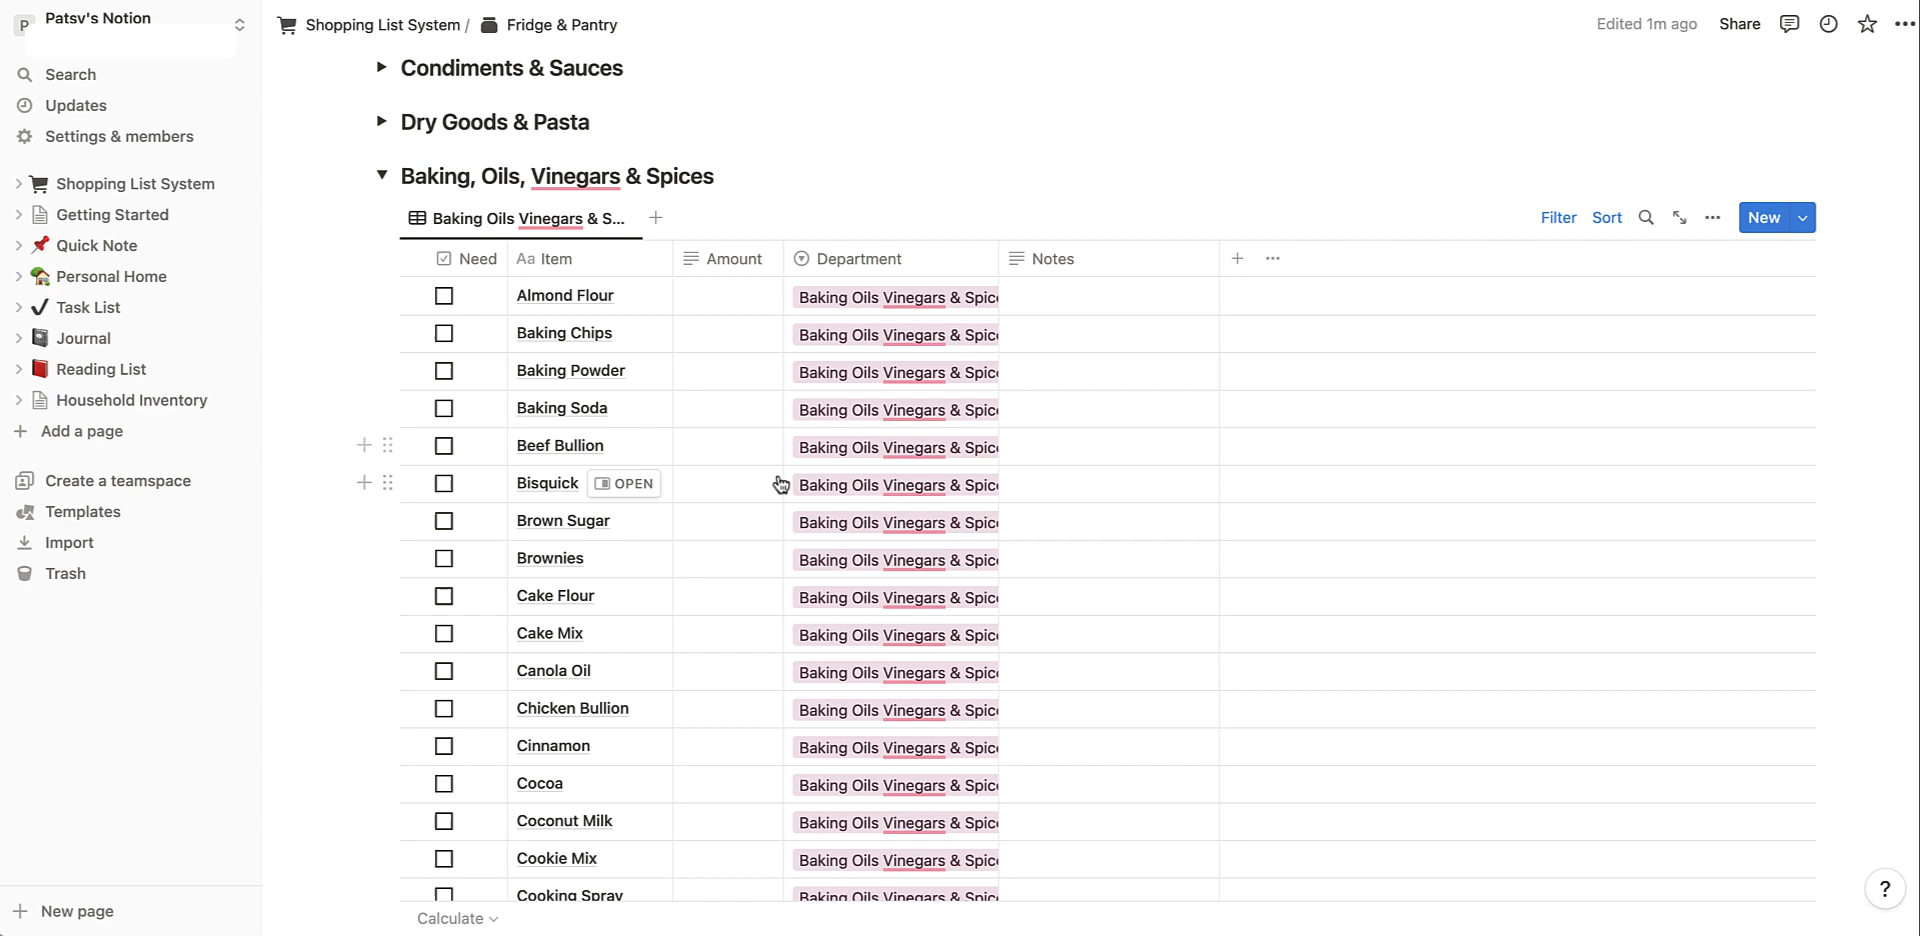 P Patsv's Notion
Shopping List System / Fridge & Pantry
Edited 1m ago Share
Search
Updates
Settings & members
Shopping List System
Getting Started
Quick Note
Personal Home
Task List
Journal
Reading List
Household Inventory
Add a page
Create a teamspace
Templates
Import
Trash
New page
Condiments & Sauces
Dry Goods & Pasta
Baking, Oils, Vinegars & Spices
Baking Oils Vinegars & S...
Filter Sort New
Need Aa Item Amount Department Notes
Almond Flour Baking Oils Vinegars & Spic
Baking Chips Baking Oils Vinegars & Spic
Baking Powder Baking Oils Vinegars & Spic
Baking Soda Baking Oils Vinegars & Spic
Beef Bullion Baking Oils Vinegars & Spic
Bisquick OPEN Baking Oils Vinegars & Spic
Brown Sugar Baking Oils Vinegars & Spic
Brownies Baking Oils Vinegars & Spic
Cake Flour Baking Oils Vinegars & Spic
Cake Mix Baking Oils Vinegars & Spic
Canola Oil Baking Oils Vinegars & Spic
Chicken Bullion Baking Oils Vinegars & Spic
Cinnamon Baking Oils Vinegars & Spic
Cocoa Baking Oils Vinegars & Spic
Coconut Milk Baking Oils Vinegars & Spic
Cookie Mix Baking Oils Vinegars & Spic
Cooking Spray Baking Oils Vinegars & Spic
Calculate
?